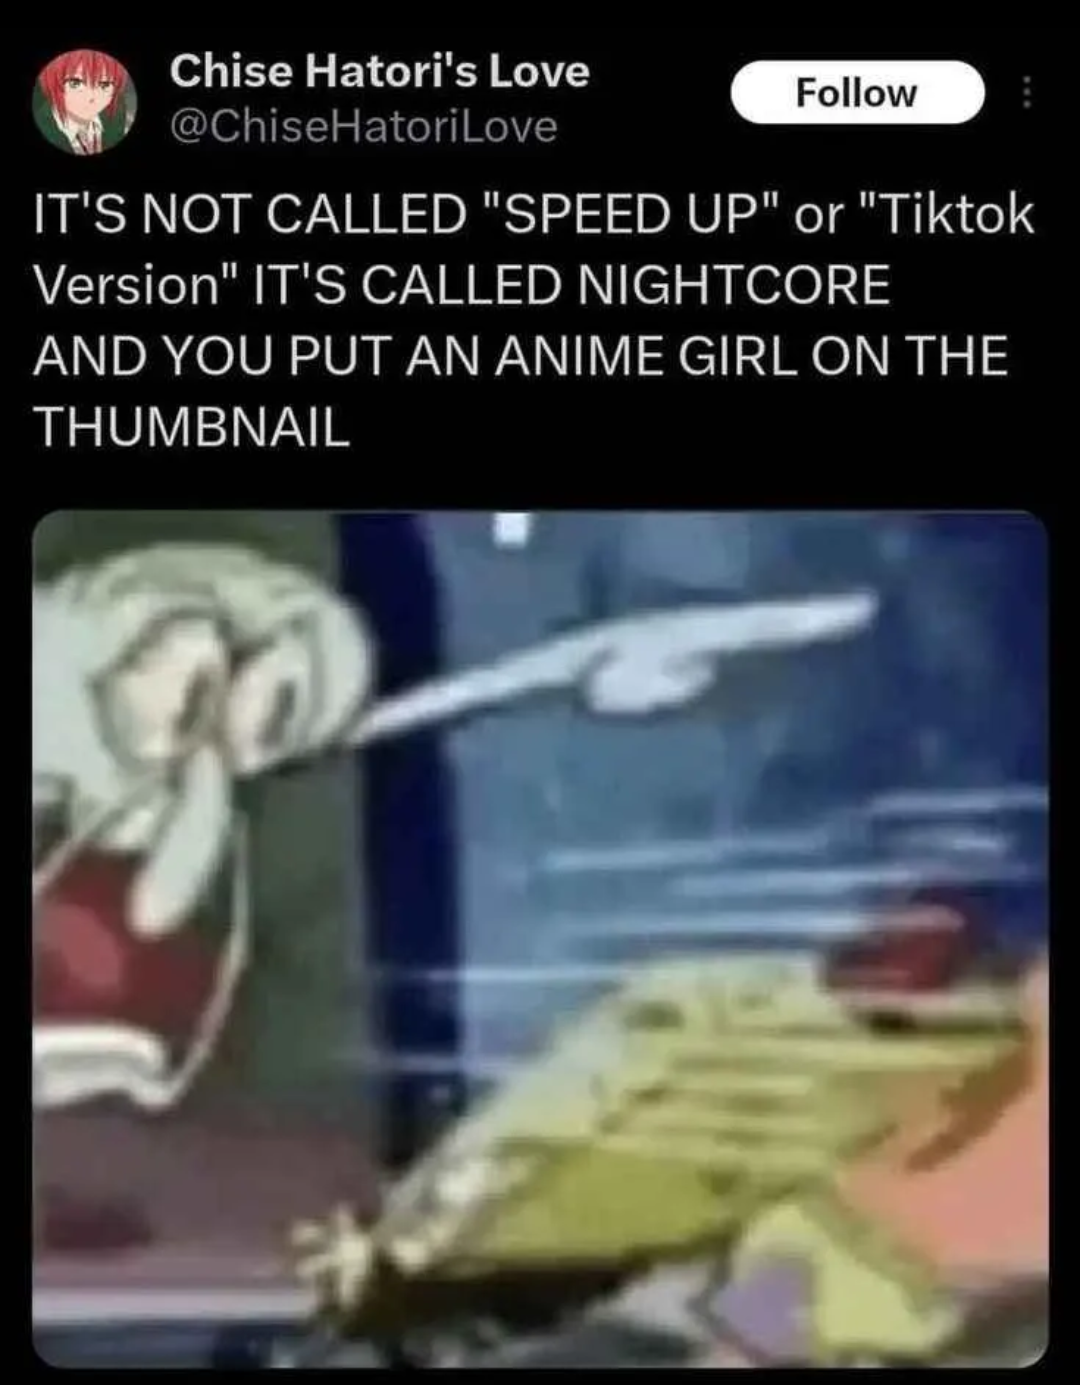 Chise Hatori's Love
Follow
@ChiseHatoriLove
IT'S NOT CALLED "SPEED UP" or "Tiktok
Version" IT'S CALLED NIGHTCORE
AND YOU PUT AN ANIME GIRL ON THE
THUMBNAIL